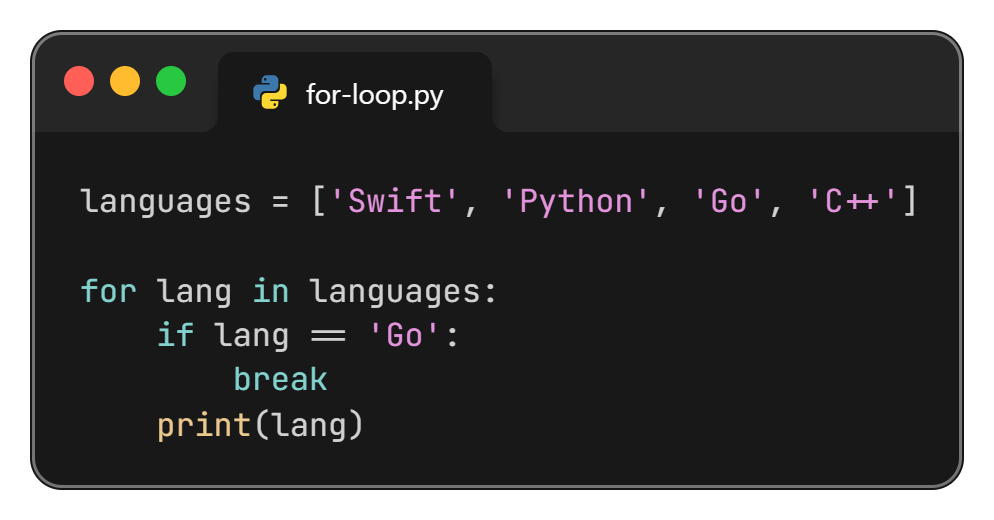 for-loop.py
languages = ['Swift', 'Python', 'Go', 'C++']
for lang in languages:
    if lang == 'Go':
        break
    print(lang)